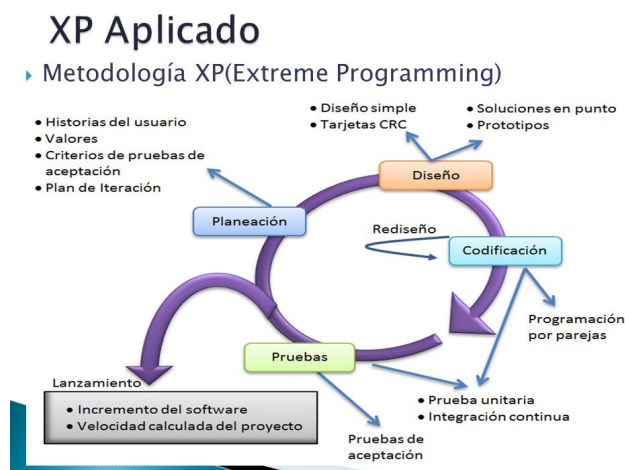 XP Aplicado
Metodología XP(Extreme Programming)
• Historias del usuario
• Valores
• Criterios de pruebas de
aceptación
• Plan de Iteración
• Diseño simple
• Tarjetas CRC
• Soluciones en punto
• Prototipos
Diseño
Planeación
Rediseño
Codificación
Programación
por parejas
Pruebas
Lanzamiento
• Incremento del software
• Velocidad calculada del proyecto
• Prueba unitaria
• Integración continua
Pruebas de
aceptación